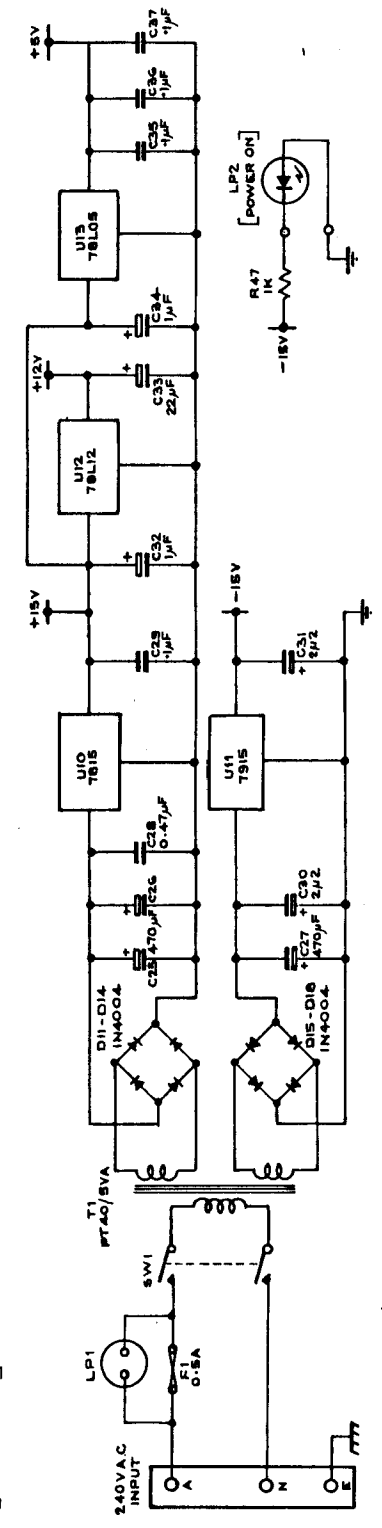 240VA.C
INPUT
A
N
E
LP1
F1
0.5A
SW1
T1
PT40/5VA
D11-D14
1N4004
D15-D18
1N4004
+
C25
470µF
+
C26
C28
0.47µF
C27
470µF
+
C30
2µ2
+
U10
7815
U11
7915
C29
.1µF
C31
2µ2
+
+15V
-15V
+
C32
1µF
U12
78L12
+12V
+
C33
22µF
+
C34
1µF
U13
78L05
C35
.1µF
C36
.1µF
C37
.1µF
+5V
-15V
R47
1K
LP2
[POWER ON]